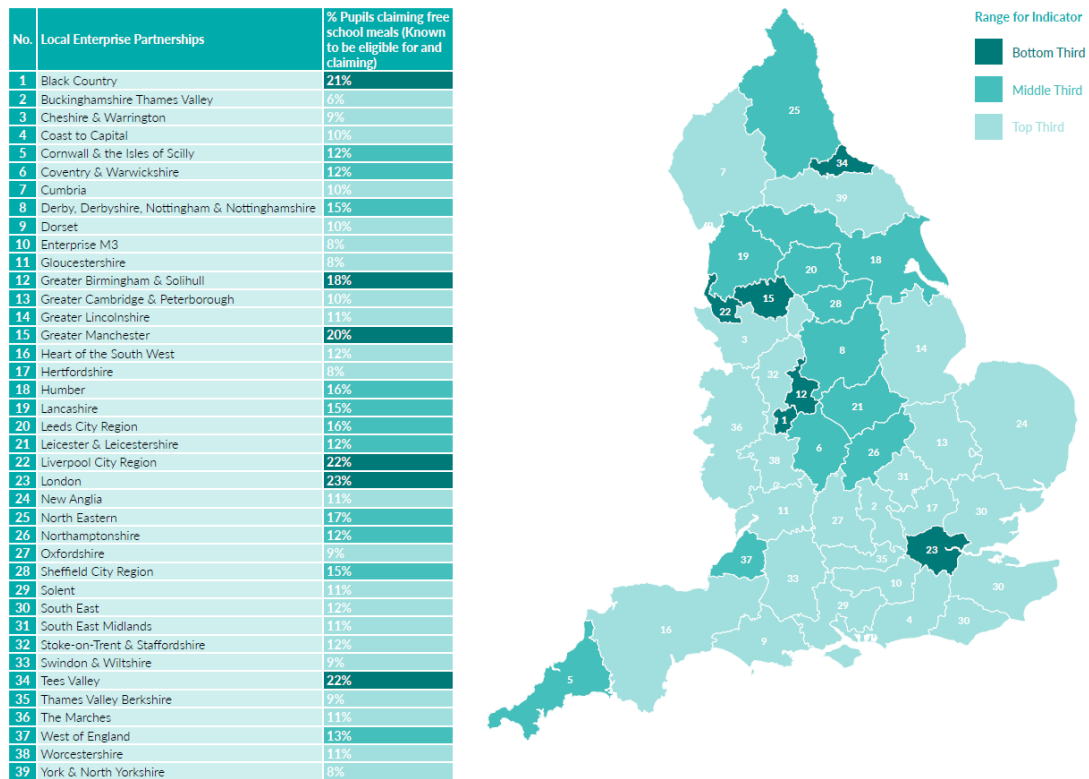 No. Local Enterprise Partnerships % Pupils claiming free school meals (Known to be eligible for and claiming)
1 Black Country 21%
2 Buckinghamshire Thames Valley 6%
3 Cheshire & Warrington 9%
4 Coast to Capital 10%
5 Cornwall & the Isles of Scilly 12%
6 Coventry & Warwickshire 12%
7 Cumbria 10%
8 Derby, Derbyshire, Nottingham & Nottinghamshire 15%
9 Dorset 10%
10 Enterprise M3 8%
11 Gloucestershire 8%
12 Greater Birmingham & Solihull 18%
13 Greater Cambridge & Peterborough 10%
14 Greater Lincolnshire 11%
15 Greater Manchester 20%
16 Heart of the South West 12%
17 Hertfordshire 8%
18 Humber 16%
19 Lancashire 15%
20 Leeds City Region 16%
21 Leicester & Leicestershire 12%
22 Liverpool City Region 22%
23 London 23%
24 New Anglia 11%
25 North Eastern 17%
26 Northamptonshire 12%
27 Oxfordshire 9%
28 Sheffield City Region 15%
29 Solent 11%
30 South East 12%
31 South East Midlands 11%
32 Stoke-on-Trent & Staffordshire 12%
33 Swindon & Wiltshire 9%
34 Tees Valley 22%
35 Thames Valley Berkshire 9%
36 The Marches 11%
37 West of England 13%
38 Worcestershire 11%
39 York & North Yorkshire 8%
Range for Indicator
Bottom Third
Middle Third
Top Third
25
34
7
39
19
20
18
15
22
28
3
8
14
32
12
21
1
36
24
13
6
26
38
31
11
2
17
30
27
37
23
35
33
10
30
29
16
4
30
9
5